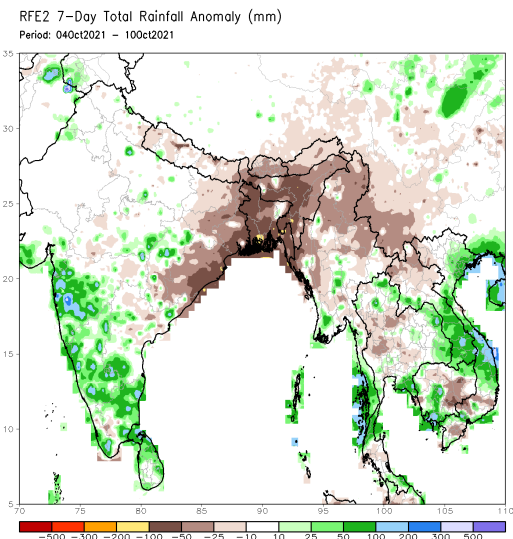 RFE2 7-Day Total Rainfall Anomaly (mm)
Period: 04Oct2021 - 10Oct2021
35
30
25
20
15
10
5
70 75 80 85 90 95 100 105 110
-500 -300 -200 -100 -50 -25 -10 10 25 50 100 200 300 500